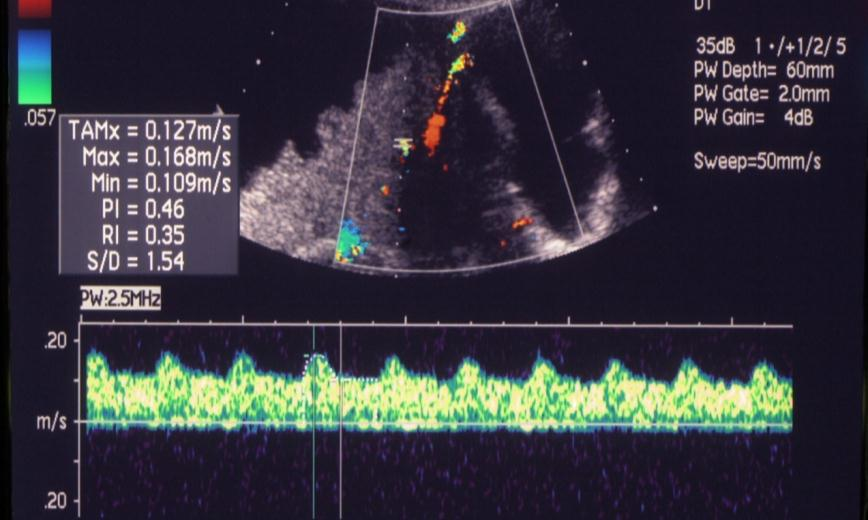 35dB 1 ·/+1/2/ 5
PW Depth= 60mm
PW Gate= 2.0mm
PW Gain= 4dB
Sweep=50mm/s
.057
TAMx = 0.127m/s
Max = 0.168m/s
Min = 0.109m/s
PI = 0.46
RI = 0.35
S/D = 1.54
PW:2.5MHz
.20
m/s
.20